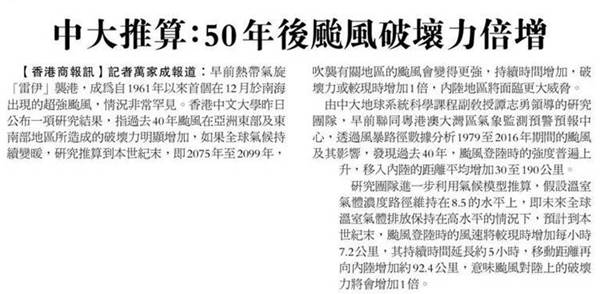 中大推算：50年後颱風破壞力倍增
【香港商報訊】記者萬家成報道：早前熱帶氣旋
「雷伊」襲港，成為自1961年以來首個在12月於南海
出現的超強颱風，情況非常罕見。香港中文大學昨日
公布一項研究結果，指過去40年颱風在亞洲東部及東
南部地區所造成的破壞力明顯增加，如果全球氣候持
續變暖，研究推算到本世紀末，即2075年至2099年，
吹襲有關地區的颱風會變得更強，持續時間增加，破
壞力或較現時增加1倍，內陸地區將面臨更大威脅。
由中大地球系統科學課程副教授譚志勇領導的研究
團隊，早前聯同粵港澳大灣區氣象監測預警預報中
心，透過風暴路徑數據分析1979至2016年期間的颱風
及其影響，發現過去40年，颱風登陸時的強度普遍上
升，移入內陸的距離平均增加30至190公里。
研究團隊進一步利用氣候模型推算，假設溫室
氣體濃度路徑維持在8.5的水平上，即未來全球
溫室氣體排放保持在高水平的情況下，預計到本
世紀末，颱風登陸時的風速將較現時增加每小時
7.2公里，其持續時間延長約5小時，移動距離再
向內陸增加約92.4公里，意味颱風對陸上的破壞
力將會增加1倍。